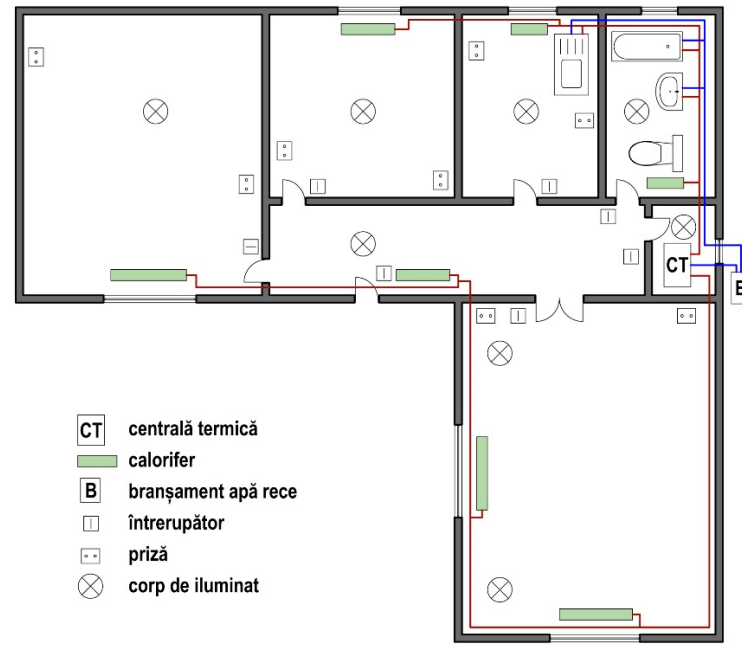 CT
B
CT centrală termică
calorifer
B branșament apă rece
întrerupător
priză
corp de iluminat